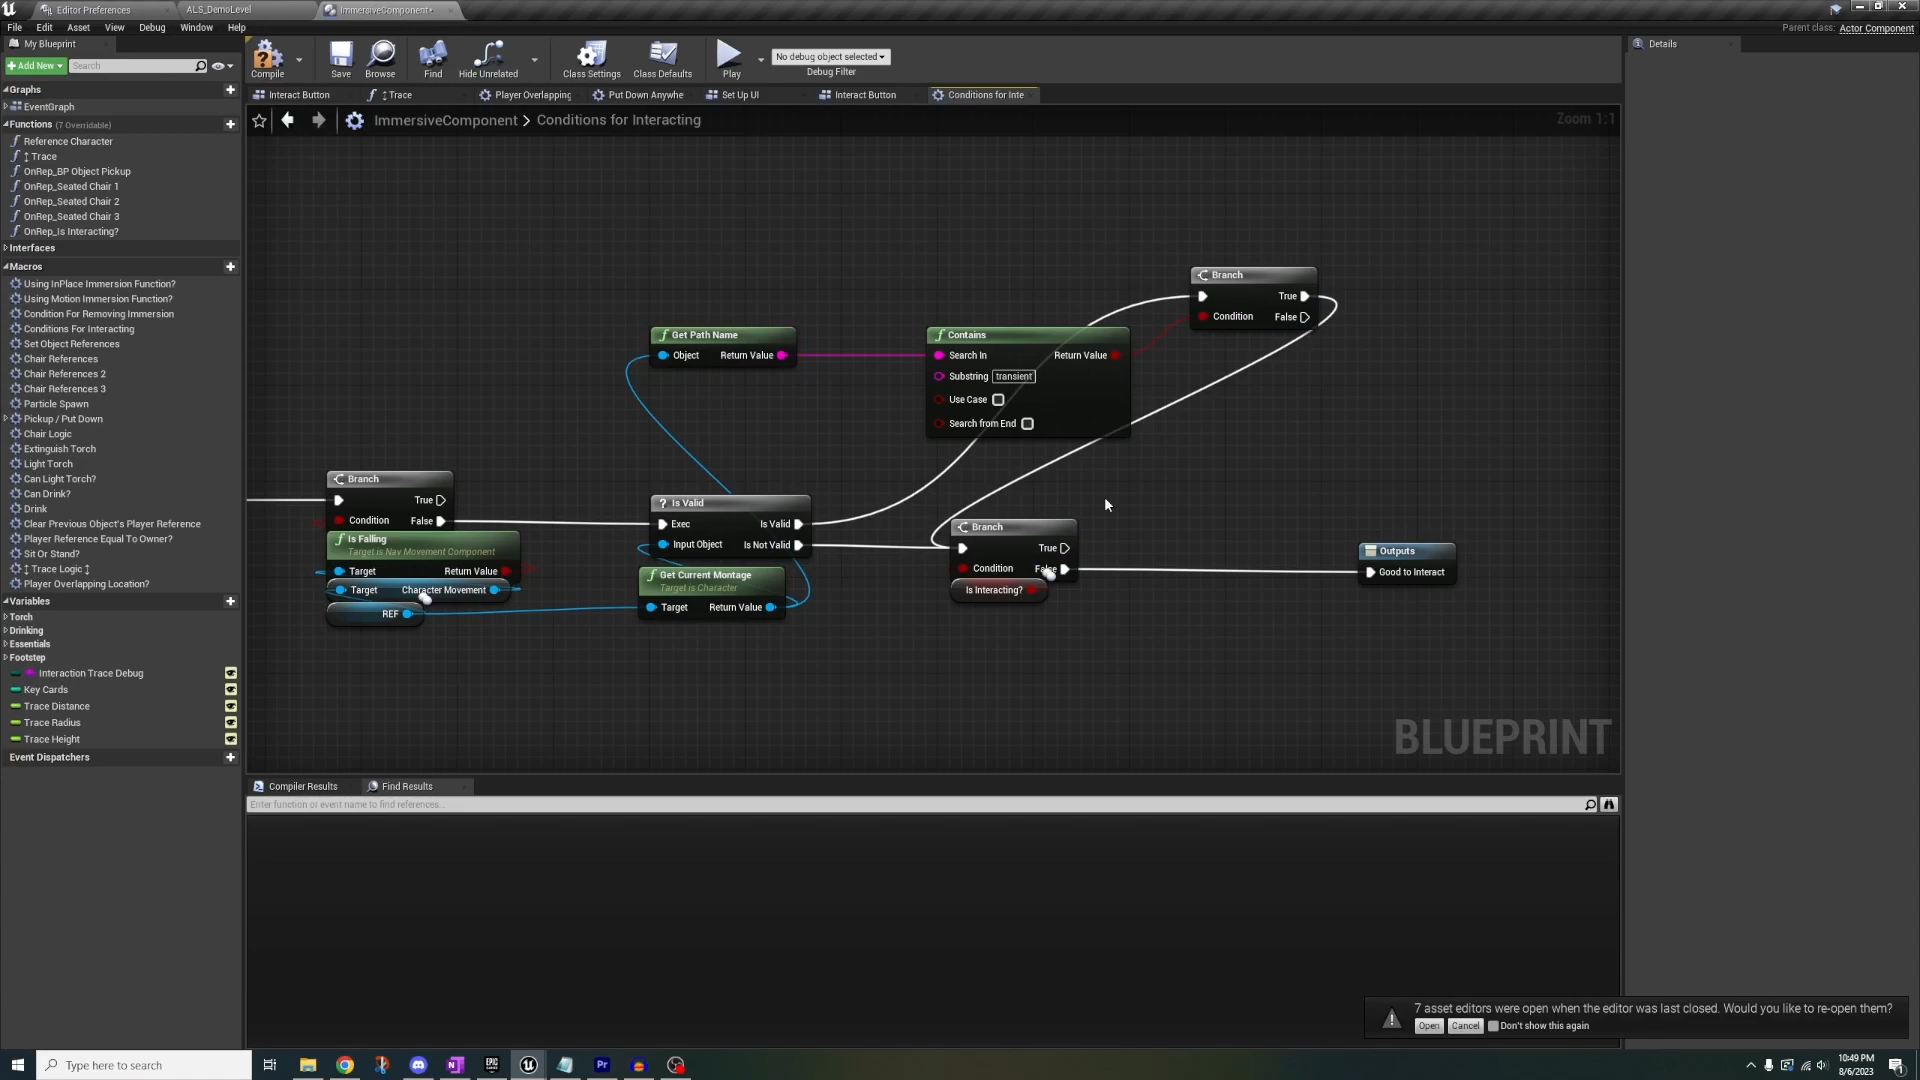 Editor Preferences
ALS_DemoLevel
ImmersiveComponent*
File Edit Asset View Debug Window Help
Parent class: Actor Component
My Blueprint
Details
Add New
Search
Compile
Save
Browse
Find
Hide Unrelated
Class Settings
Class Defaults
Play
No debug object selected
Debug Filter
Interact Button
Trace
Player Overlapping
Put Down Anywhe
Set Up UI
Interact Button
Conditions for Inte
ImmersiveComponent > Conditions for Interacting
Zoom 1:1
Graphs
EventGraph
Functions (7 Overridable)
Reference Character
Trace
OnRep_BP Object Pickup
OnRep_Seated Chair 1
OnRep_Seated Chair 2
OnRep_Seated Chair 3
OnRep_Is Interacting?
Interfaces
Macros
Using InPlace Immersion Function?
Using Motion Immersion Function?
Condition For Removing Immersion
Conditions For Interacting
Set Object References
Chair References
Chair References 2
Chair References 3
Particle Spawn
Pickup / Put Down
Chair Logic
Extinguish Torch
Light Torch
Can Light Torch?
Can Drink?
Drink
Clear Previous Object's Player Reference
Player Reference Equal To Owner?
Sit Or Stand?
↕ Trace Logic ↕
Player Overlapping Location?
Variables
Torch
Drinking
Essentials
Footstep
Interaction Trace Debug
Key Cards
Trace Distance
Trace Radius
Trace Height
Event Dispatchers
Branch
True
Condition
False
Get Path Name
Object
Return Value
Contains
Search In
Return Value
Substring
transient
Use Case
Search from End
Branch
True
Condition
False
Is Falling
Target is Nav Movement Component
Target
Return Value
Target
Character Movement
REF
Is Valid
Exec
Is Valid
Input Object
Is Not Valid
Get Current Montage
Target is Character
Target
Return Value
Branch
True
Condition
False
Is Interacting?
Outputs
Good to Interact
BLUEPRINT
Compiler Results
Find Results
Enter function or event name to find references...
7 asset editors were open when the editor was last closed. Would you like to re-open them?
Open
Cancel
Don't show this again
Type here to search
10:49 PM
8/6/2023